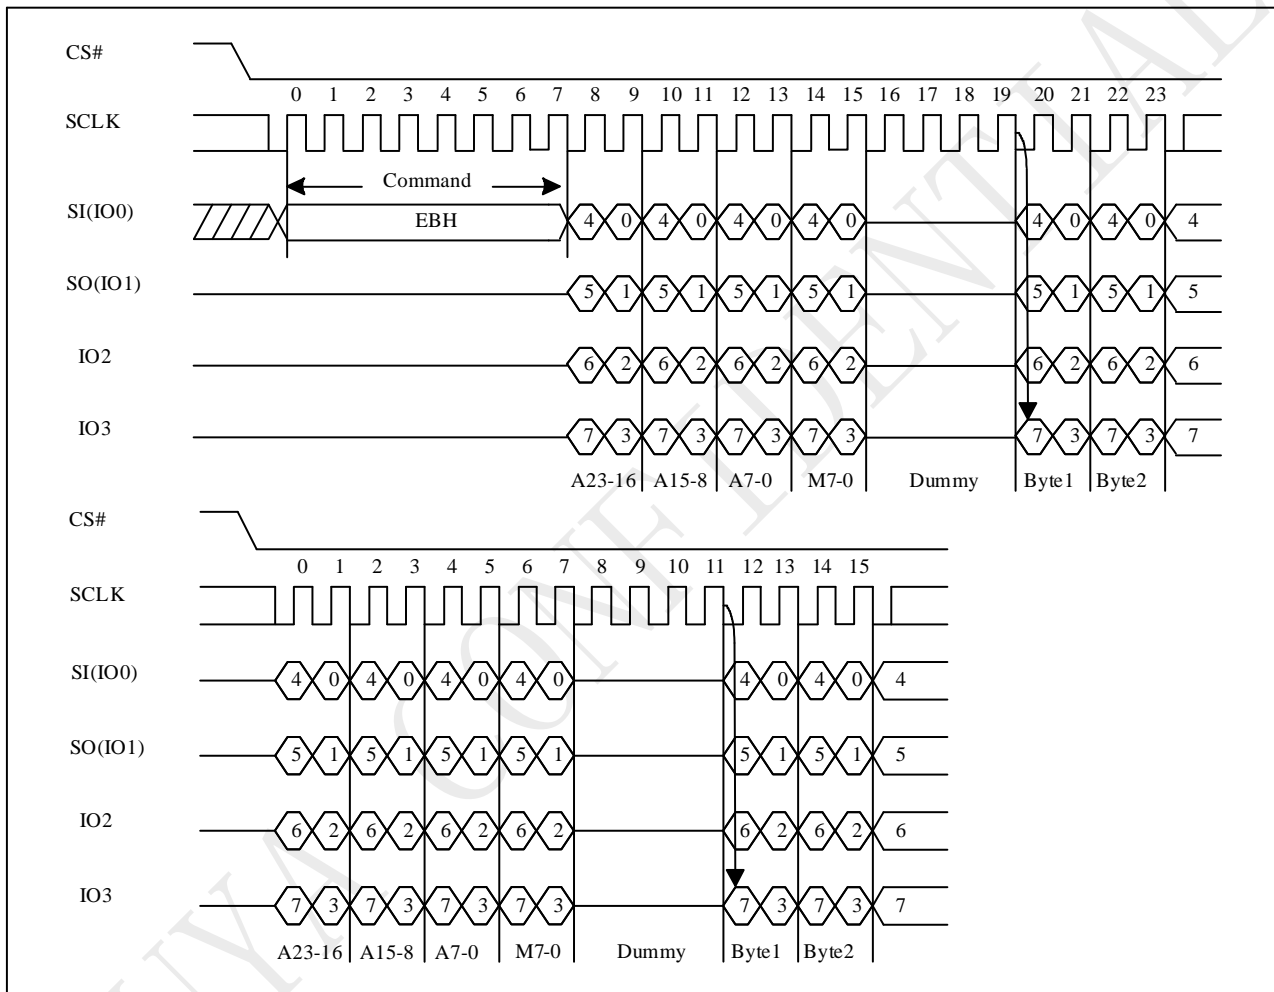 CS#
0 1 2 3 4 5 6 7 8 9 10 11 12 13 14 15 16 17 18 19 20 21 22 23
SCLK
Command
SI(IO0) EBH 4 0 4 0 4 0 4 0 4 0 4 0 4
SO(IO1) 5 1 5 1 5 1 5 1 5 1 5 1 5
IO2 6 2 6 2 6 2 6 2 6 2 6 2 6
IO3 7 3 7 3 7 3 7 3 7 3 7 3 7
A23-16 A15-8 A7-0 M7-0 Dummy Byte1 Byte2
CS#
0 1 2 3 4 5 6 7 8 9 10 11 12 13 14 15
SCLK
SI(IO0) 4 0 4 0 4 0 4 0 4 0 4 0 4
SO(IO1) 5 1 5 1 5 1 5 1 5 1 5 1 5
IO2 6 2 6 2 6 2 6 2 6 2 6 2 6
IO3 7 3 7 3 7 3 7 3 7 3 7 3 7
A23-16 A15-8 A7-0 M7-0 Dummy Byte1 Byte2
UYA CONFIDENTIAL